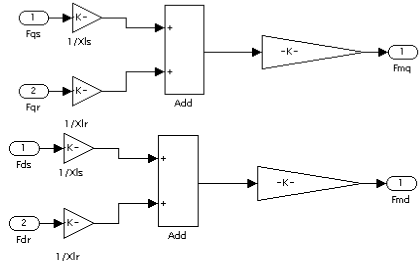 1
K-
+
-K-
1
Fqs
1/Xls
Fmq
2
K-
+
Fqr
Add
1/Xlr
1
K-
+
Fds
1/Xls
-K-
1
Fmd
2
K-
+
Fdr
Add
1/Xlr